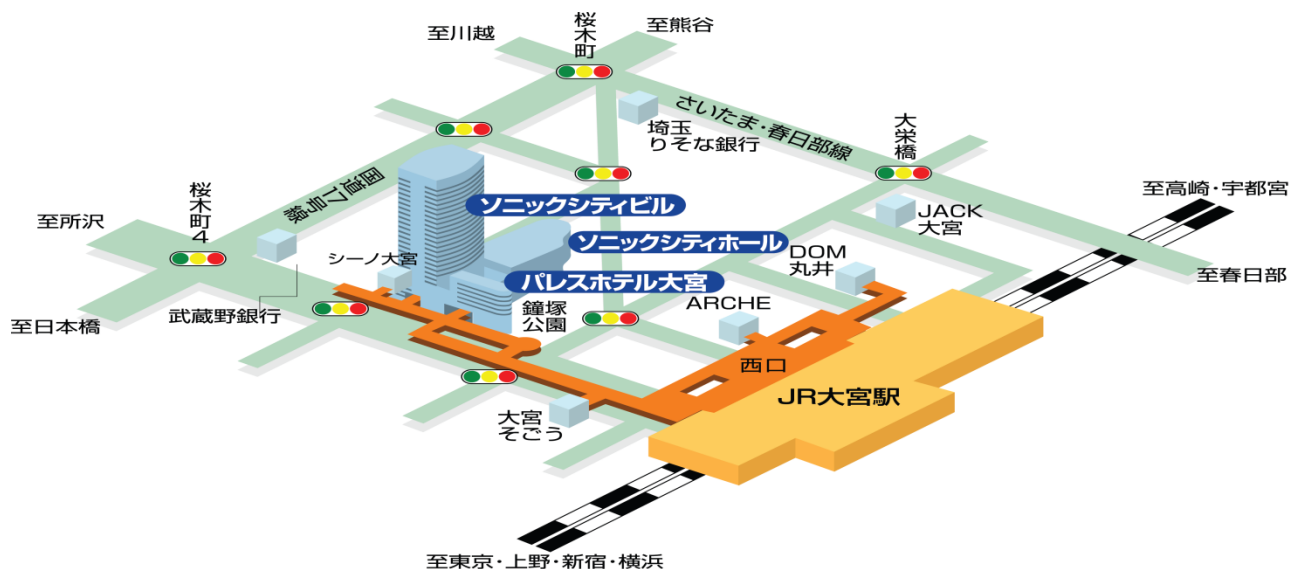 至川越
桜木町
至熊谷
さいたま・春日部線
埼玉
りそな銀行
大栄橋
至高崎・宇都宮
国道17号線
桜木町4
至所沢
ソニックシティビル
JACK
大宮
ソニックシティホール
シーノ大宮
DOM
丸井
至春日部
パレスホテル大宮
武蔵野銀行
鐘塚
公園
ARCHE
至日本橋
西口
JR大宮駅
大宮
そごう
至東京・上野・新宿・横浜